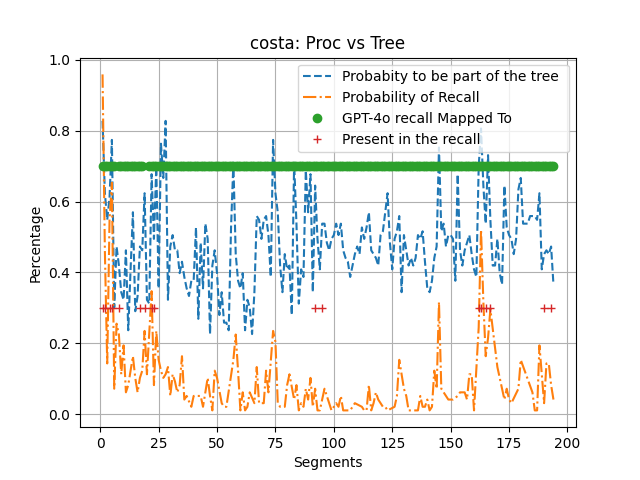 costa: Proc vs Tree
Probabity to be part of the tree
Probability of Recall
GPT-4o recall Mapped To
Present in the recall
1.0
0.8
0.6
0.4
0.2
0.0
Percentage
0 25 50 75 100 125 150 175 200
Segments